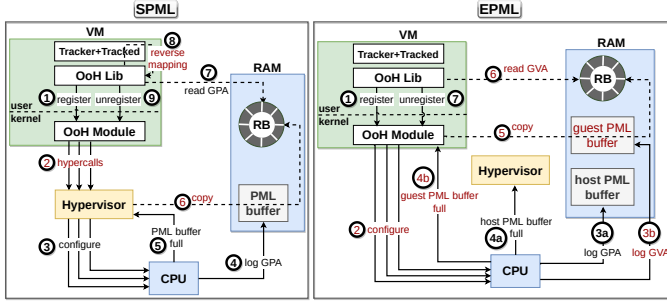 SPML
VM
Tracker+Tracked
8
reverse
mapping
OoH Lib
7
read GPA
1
register
unregister
9
user
kernel
OoH Module
2
hypercalls
RAM
RB
6
copy
PML
buffer
Hypervisor
3
configure
5
PML buffer
full
4
log GPA
CPU
EPML
VM
Tracker+Tracked
OoH Lib
6
read GVA
1
register
unregister
7
user
kernel
OoH Module
5
copy
RAM
RB
guest PML
buffer
host PML
buffer
4b
guest PML buffer
full
Hypervisor
2
configure
4a
host PML buffer
full
3a
log GPA
3b
log GVA
CPU